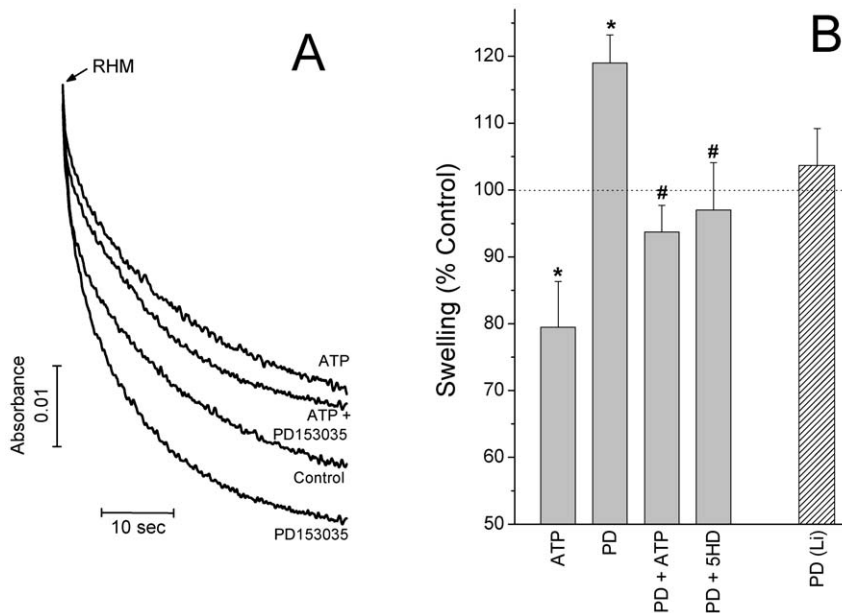 A
RHM
ATP
ATP +
PD153035
Control
PD153035
Absorbance
0.01
10 sec
B
Swelling (% Control)
120
110
100
90
80
70
60
50
*
*
#
#
ATP
PD
PD + ATP
PD + 5HD
PD (Li)